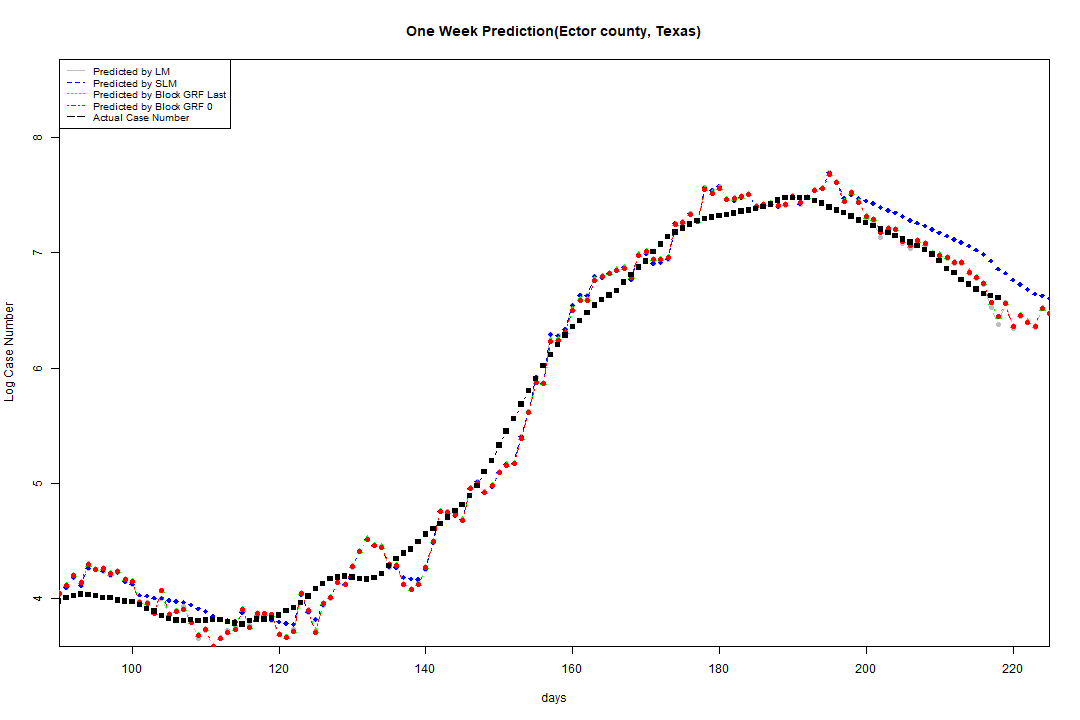 One Week Prediction(Ector county, Texas)
Predicted by LM
Predicted by SLM
Predicted by Block GRF Last
Predicted by Block GRF 0
Actual Case Number
8
7
6
5
4
Log Case Number
100 120 140 160 180 200 220
days